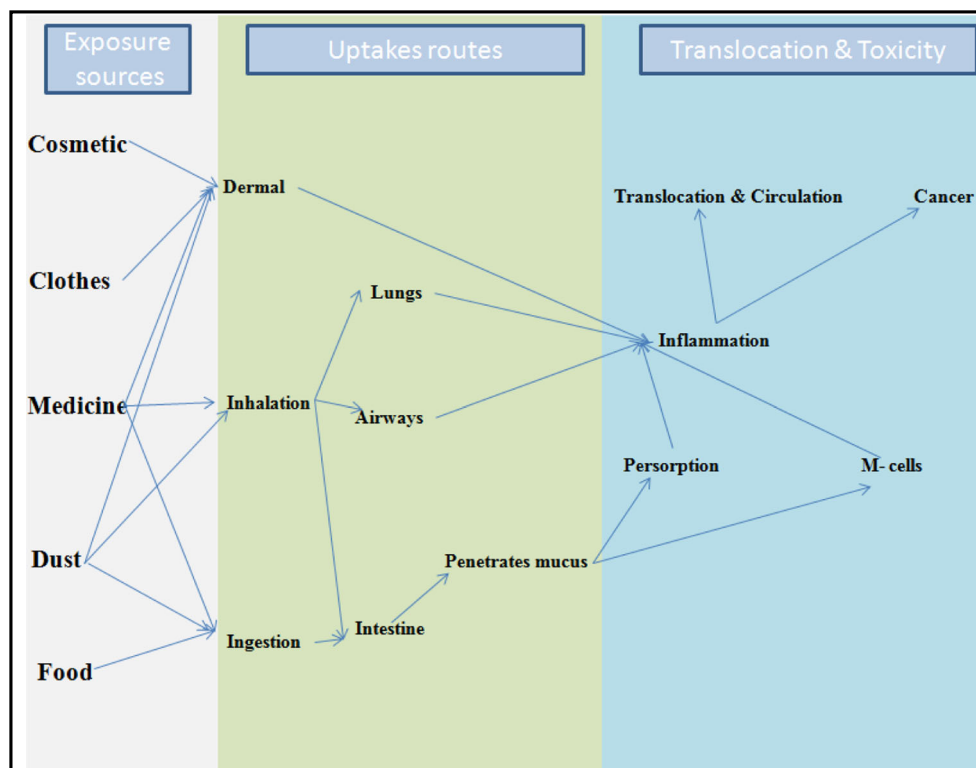 Exposure
sources
Uptakes routes
Translocation & Toxicity
Cosmetic
Clothes
Medicine
Dust
Food
Dermal
Lungs
Inhalation
Airways
Penetrates mucus
Ingestion
Intestine
Translocation & Circulation
Cancer
Inflammation
Persorption
M- cells